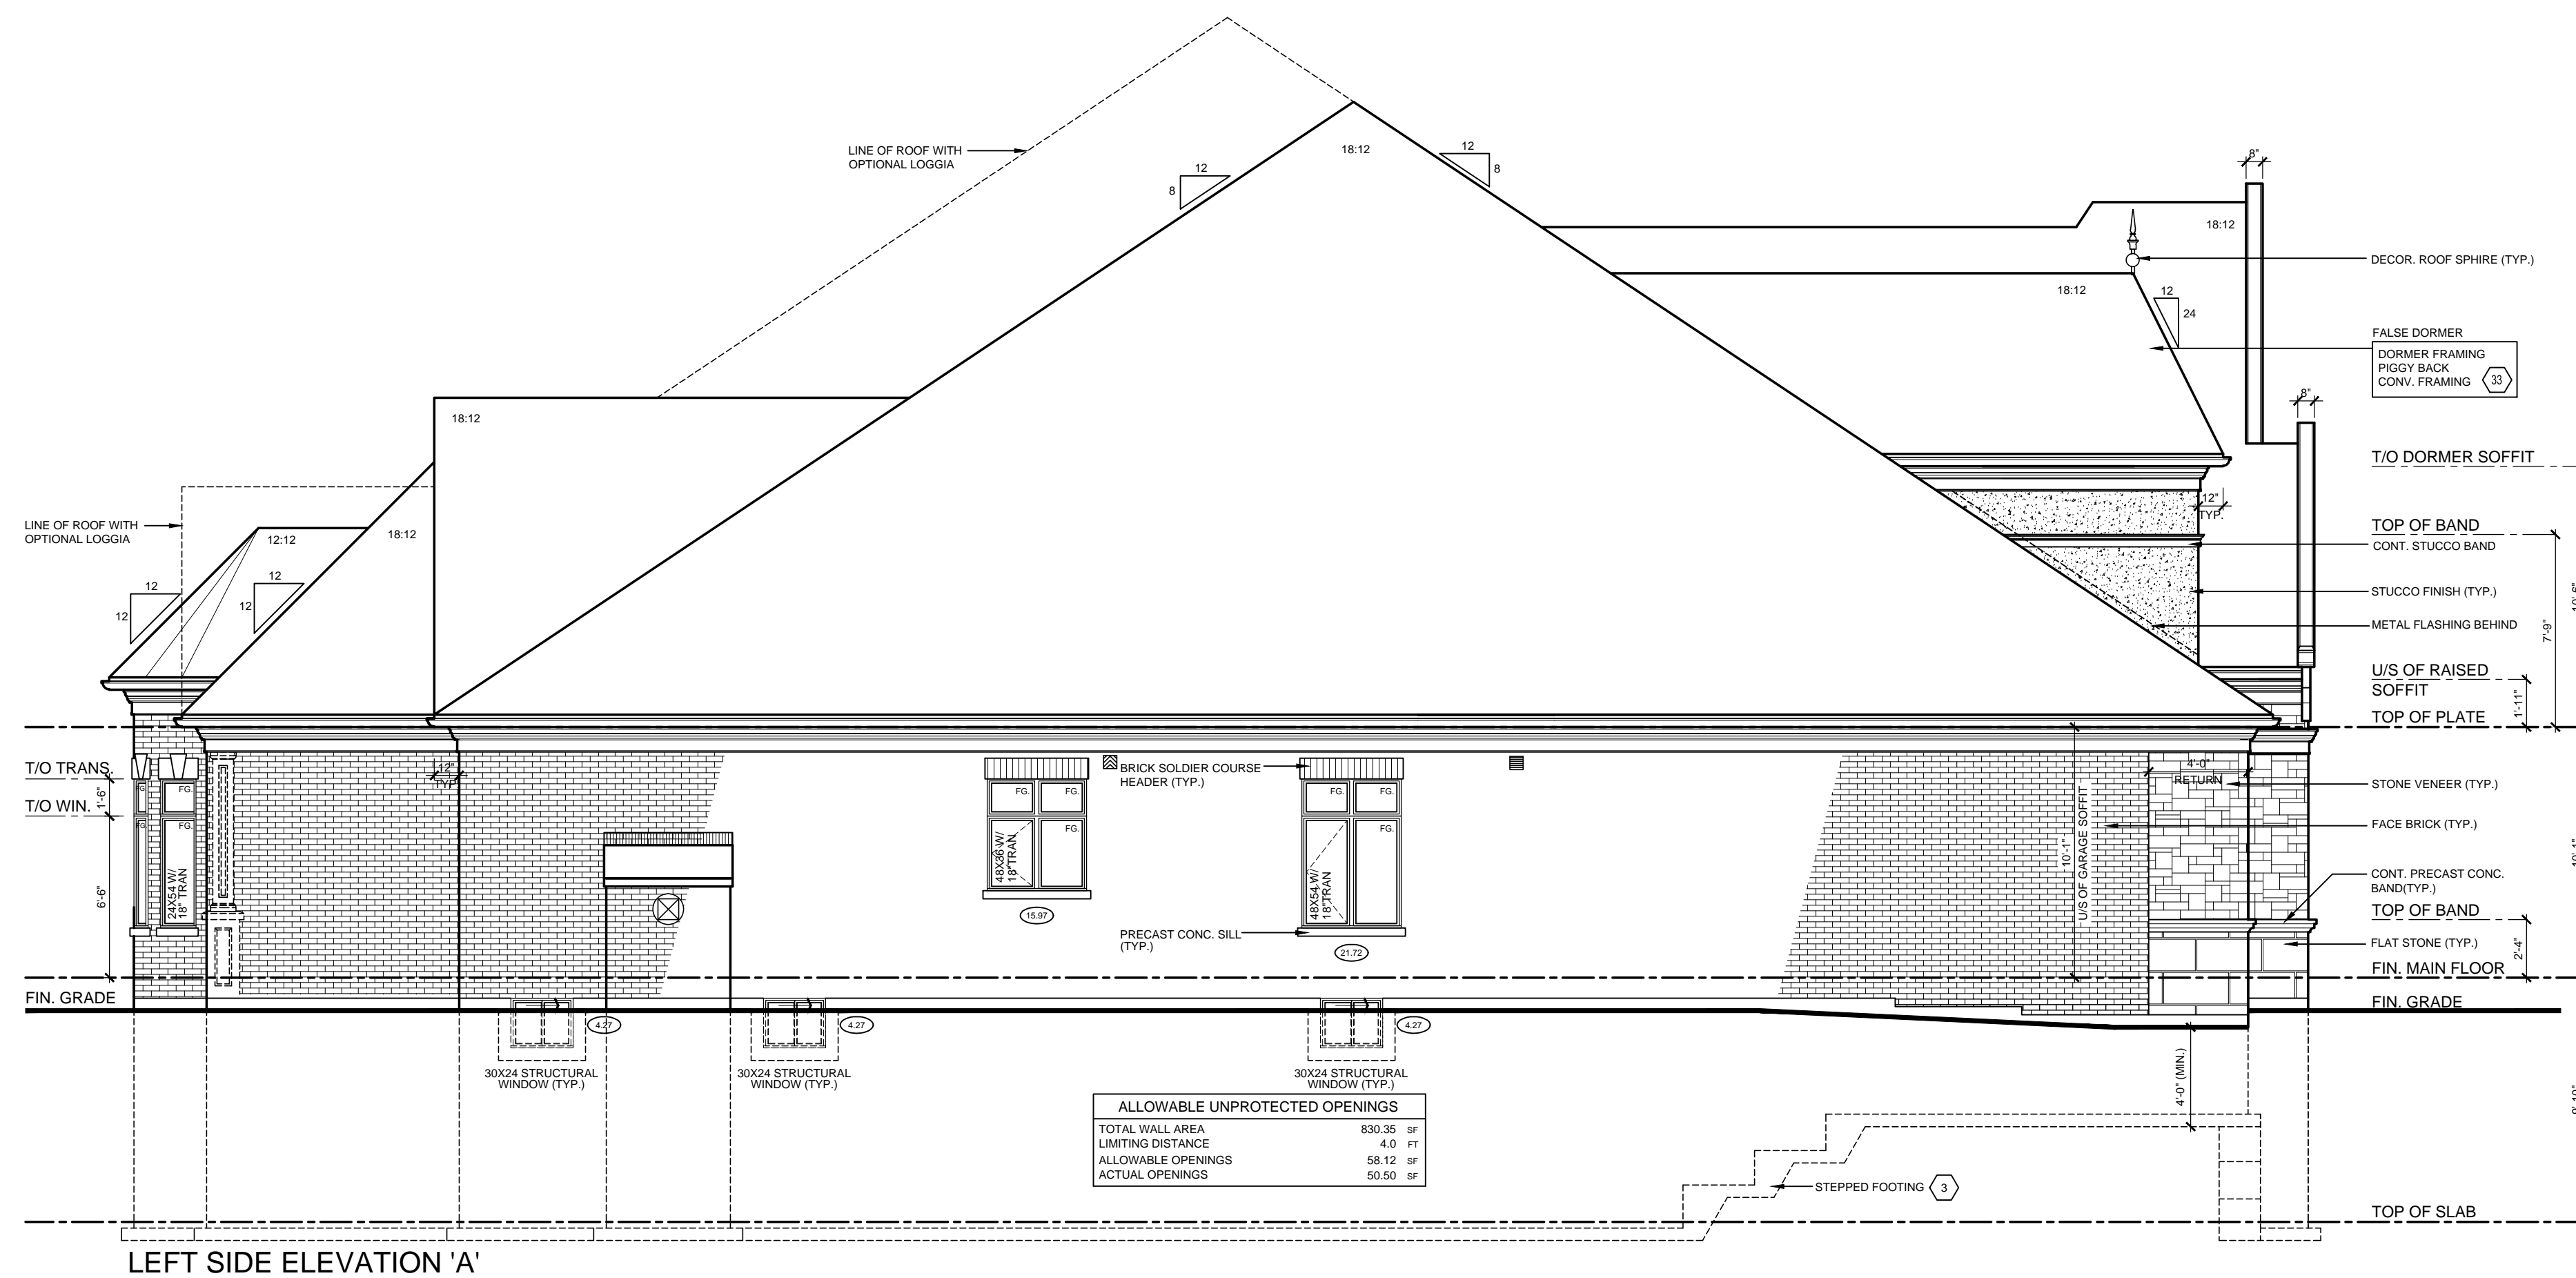 LINE OF ROOF WITH
OPTIONAL LOGGIA
12
8
18:12
12
8
8"
18:12
DECOR. ROOF SPHIRE (TYP.)
18:12
12
24
FALSE DORMER
DORMER FRAMING
PIGGY BACK
CONV. FRAMING 33
8"
18:12
T/O DORMER SOFFIT
12"
TYP.
LINE OF ROOF WITH
OPTIONAL LOGGIA
12:12
18:12
TOP OF BAND
CONT. STUCCO BAND
12
12
12
12
STUCCO FINISH (TYP.)
10'-6"
7'-9"
METAL FLASHING BEHIND
U/S OF RAISED
SOFFIT
1'-11"
TOP OF PLATE
T/O TRANS.
1'-6"
T/O WIN.
6'-6"
FG.
FG.
FG.
FG.
24X54 W/
18" TRAN
12"
TYP.
BRICK SOLDIER COURSE
HEADER (TYP.)
FG.
FG.
FG.
48X36 W/
18"TRAN
15.97
FG.
FG.
FG.
48X54 W/
18"TRAN
21.72
PRECAST CONC. SILL
(TYP.)
10'-1"
U/S OF GARAGE SOFFIT
4'-0"
RETURN
STONE VENEER (TYP.)
FACE BRICK (TYP.)
10'-1"
CONT. PRECAST CONC.
BAND(TYP.)
TOP OF BAND
FLAT STONE (TYP.)
2'-4"
FIN. MAIN FLOOR
FIN. GRADE
FIN. GRADE
4.27
4.27
4.27
30X24 STRUCTURAL
WINDOW (TYP.)
30X24 STRUCTURAL
WINDOW (TYP.)
30X24 STRUCTURAL
WINDOW (TYP.)
4'-0" (MIN.)
ALLOWABLE UNPROTECTED OPENINGS
TOTAL WALL AREA 830.35 SF
LIMITING DISTANCE 4.0 FT
ALLOWABLE OPENINGS 58.12 SF
ACTUAL OPENINGS 50.50 SF
STEPPED FOOTING 3
TOP OF SLAB
LEFT SIDE ELEVATION 'A'